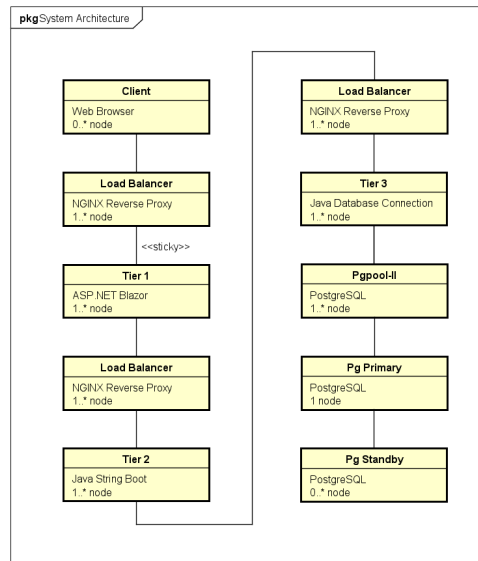 pkg System Architecture
Client
Web Browser
0..* node
Load Balancer
NGINX Reverse Proxy
1..* node
<<sticky>>
Tier 1
ASP.NET Blazor
1..* node
Load Balancer
NGINX Reverse Proxy
1..* node
Tier 2
Java String Boot
1..* node
Load Balancer
NGINX Reverse Proxy
1..* node
Tier 3
Java Database Connection
1..* node
Pgpool-II
PostgreSQL
1..* node
Pg Primary
PostgreSQL
1 node
Pg Standby
PostgreSQL
0..* node